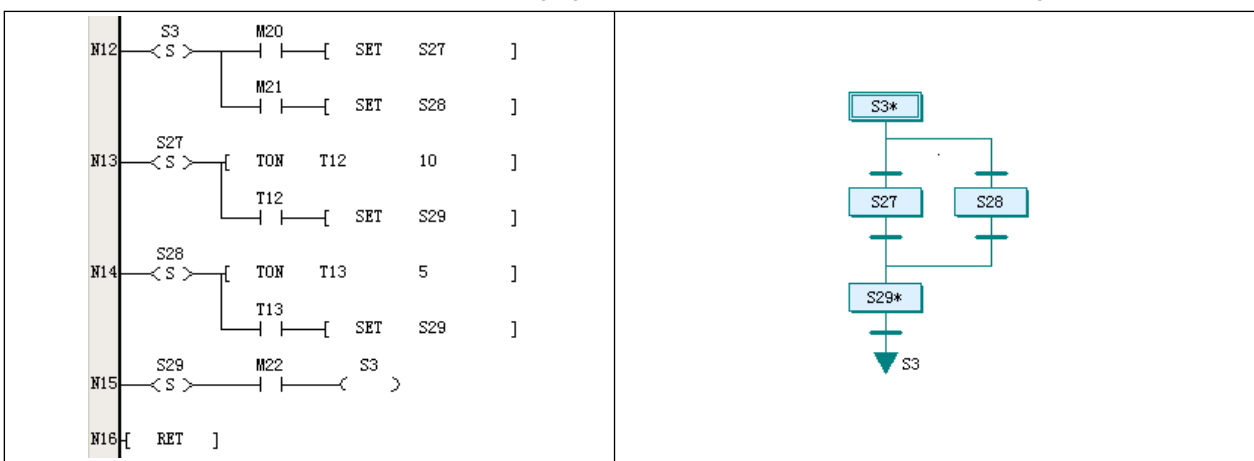 S3 M20
N12 S [ SET S27 ]
M21
[ SET S28 ]
S27
N13 S [ TON T12 10 ]
T12
[ SET S29 ]
S28
N14 S [ TON T13 5 ]
T13
[ SET S29 ]
S29 M22 S3
N15 S ( )
N16 [ RET ]
S3*
S27 S28
S29*
S3